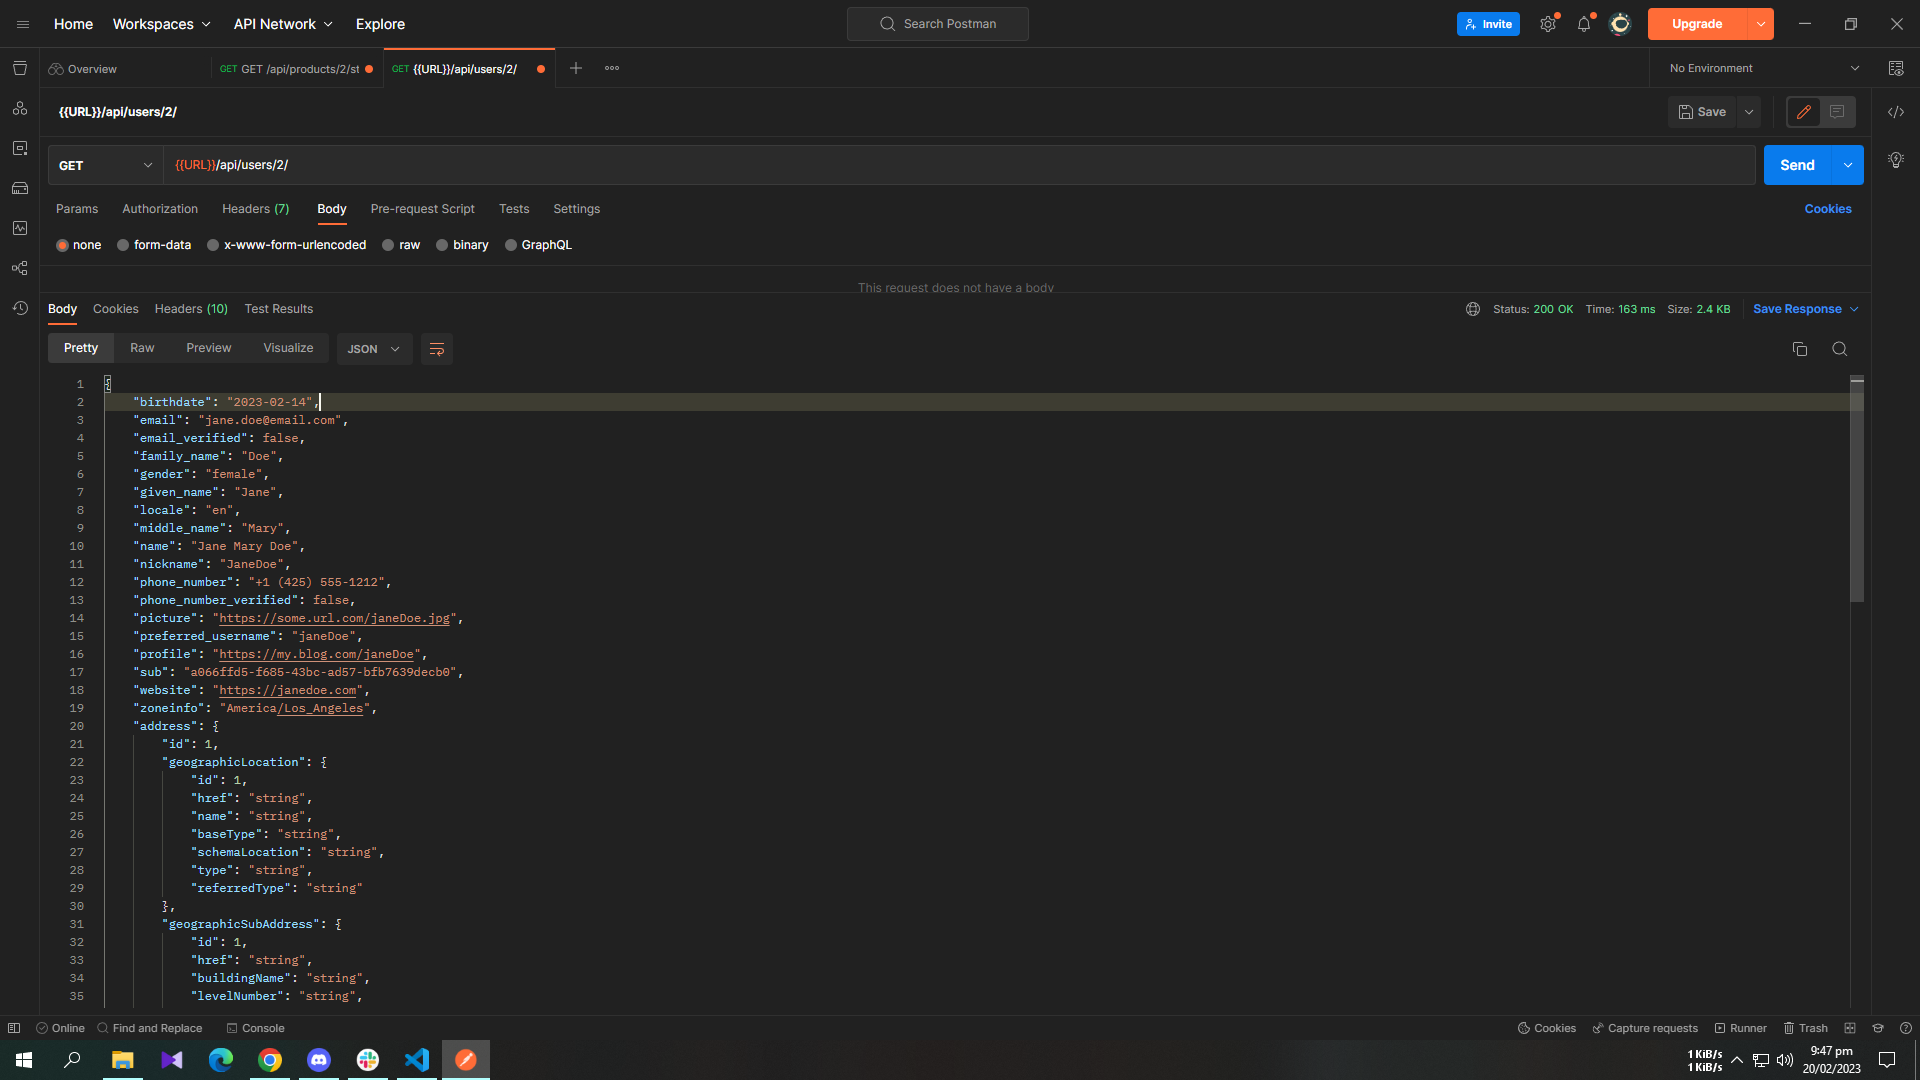 Home Workspaces API Network Explore Search Postman Invite Upgrade
Overview GET GET /api/products/2/st GET {{URL}}/api/users/2/ No Environment
{{URL}}/api/users/2/ Save
GET {{URL}}/api/users/2/ Send
Params Authorization Headers (7) Body Pre-request Script Tests Settings Cookies
none form-data x-www-form-urlencoded raw binary GraphQL
This request does not have a body
Body Cookies Headers (10) Test Results Status: 200 OK Time: 163 ms Size: 2.4 KB Save Response
Pretty Raw Preview Visualize JSON
1 {
2 "birthdate": "2023-02-14",
3 "email": "jane.doe@email.com",
4 "email_verified": false,
5 "family_name": "Doe",
6 "gender": "female",
7 "given_name": "Jane",
8 "locale": "en",
9 "middle_name": "Mary",
10 "name": "Jane Mary Doe",
11 "nickname": "JaneDoe",
12 "phone_number": "+1 (425) 555-1212",
13 "phone_number_verified": false,
14 "picture": "https://some.url.com/janeDoe.jpg",
15 "preferred_username": "janeDoe",
16 "profile": "https://my.blog.com/janeDoe",
17 "sub": "a066ffd5-f685-43bc-ad57-bfb7639decb0",
18 "website": "https://janedoe.com",
19 "zoneinfo": "America/Los_Angeles",
20 "address": {
21 "id": 1,
22 "geographicLocation": {
23 "id": 1,
24 "href": "string",
25 "name": "string",
26 "baseType": "string",
27 "schemaLocation": "string",
28 "type": "string",
29 "referredType": "string"
30 },
31 "geographicSubAddress": {
32 "id": 1,
33 "href": "string",
34 "buildingName": "string",
35 "levelNumber": "string",
Online Find and Replace Console Cookies Capture requests Runner Trash
1 KiB/s 9:47 pm
1 KiB/s 20/02/2023